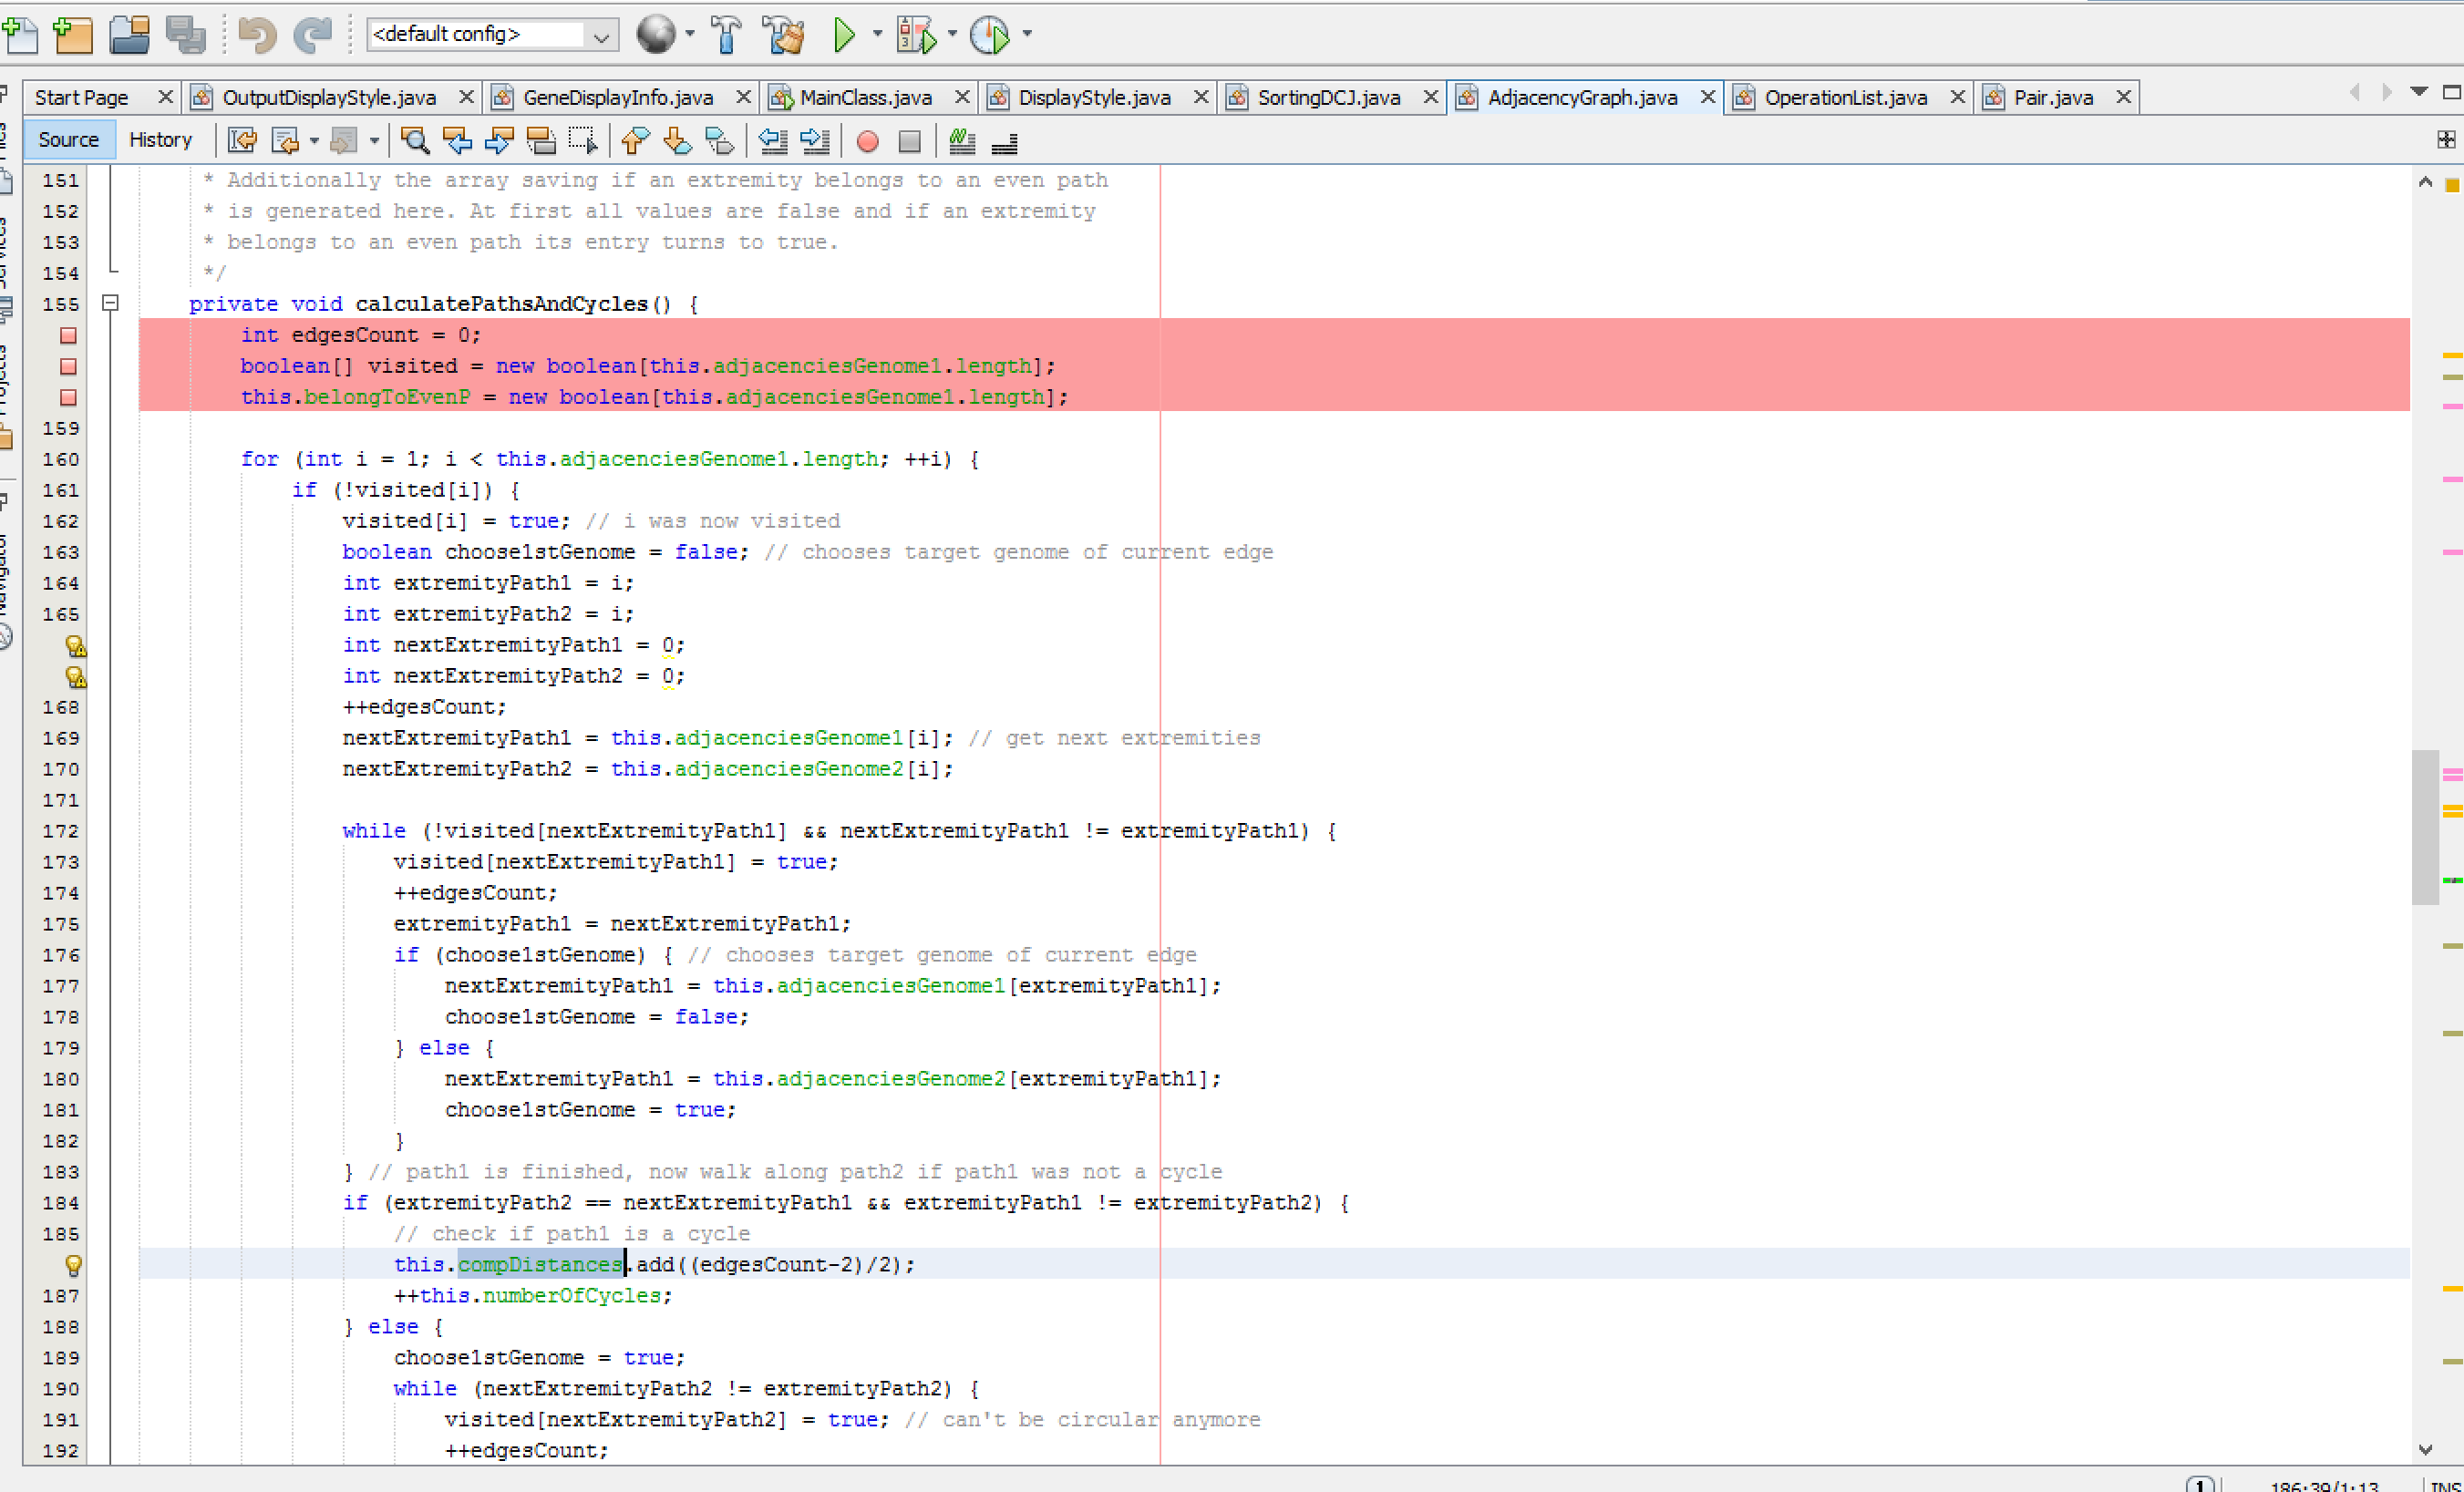 <default config>
Start Page OutputDisplayStyle.java GeneDisplayInfo.java MainClass.java DisplayStyle.java SortingDCJ.java AdjacencyGraph.java OperationList.java Pair.java
Source History
151 * Additionally the array saving if an extremity belongs to an even path
152 * is generated here. At first all values are false and if an extremity
153 * belongs to an even path its entry turns to true.
154 */
155 private void calculatePathsAndCycles() {
int edgesCount = 0;
boolean[] visited = new boolean[this.adjacenciesGenome1.length];
this.belongToEvenP = new boolean[this.adjacenciesGenome1.length];
159
160 for (int i = 1; i < this.adjacenciesGenome1.length; ++i) {
161 if (!visited[i]) {
162 visited[i] = true; // i was now visited
163 boolean choose1stGenome = false; // chooses target genome of current edge
164 int extremityPath1 = i;
165 int extremityPath2 = i;
int nextExtremityPath1 = 0;
int nextExtremityPath2 = 0;
168 ++edgesCount;
169 nextExtremityPath1 = this.adjacenciesGenome1[i]; // get next extremities
170 nextExtremityPath2 = this.adjacenciesGenome2[i];
171
172 while (!visited[nextExtremityPath1] && nextExtremityPath1 != extremityPath1) {
173 visited[nextExtremityPath1] = true;
174 ++edgesCount;
175 extremityPath1 = nextExtremityPath1;
176 if (choose1stGenome) { // chooses target genome of current edge
177 nextExtremityPath1 = this.adjacenciesGenome1[extremityPath1];
178 choose1stGenome = false;
179 } else {
180 nextExtremityPath1 = this.adjacenciesGenome2[extremityPath1];
181 choose1stGenome = true;
182 }
183 } // path1 is finished, now walk along path2 if path1 was not a cycle
184 if (extremityPath2 == nextExtremityPath1 && extremityPath1 != extremityPath2) {
185 // check if path1 is a cycle
this.compDistances.add((edgesCount-2)/2);
187 ++this.numberOfCycles;
188 } else {
189 choose1stGenome = true;
190 while (nextExtremityPath2 != extremityPath2) {
191 visited[nextExtremityPath2] = true; // can't be circular anymore
192 ++edgesCount;
Services
Projects
Navigator
1 186:39/1:13 INS